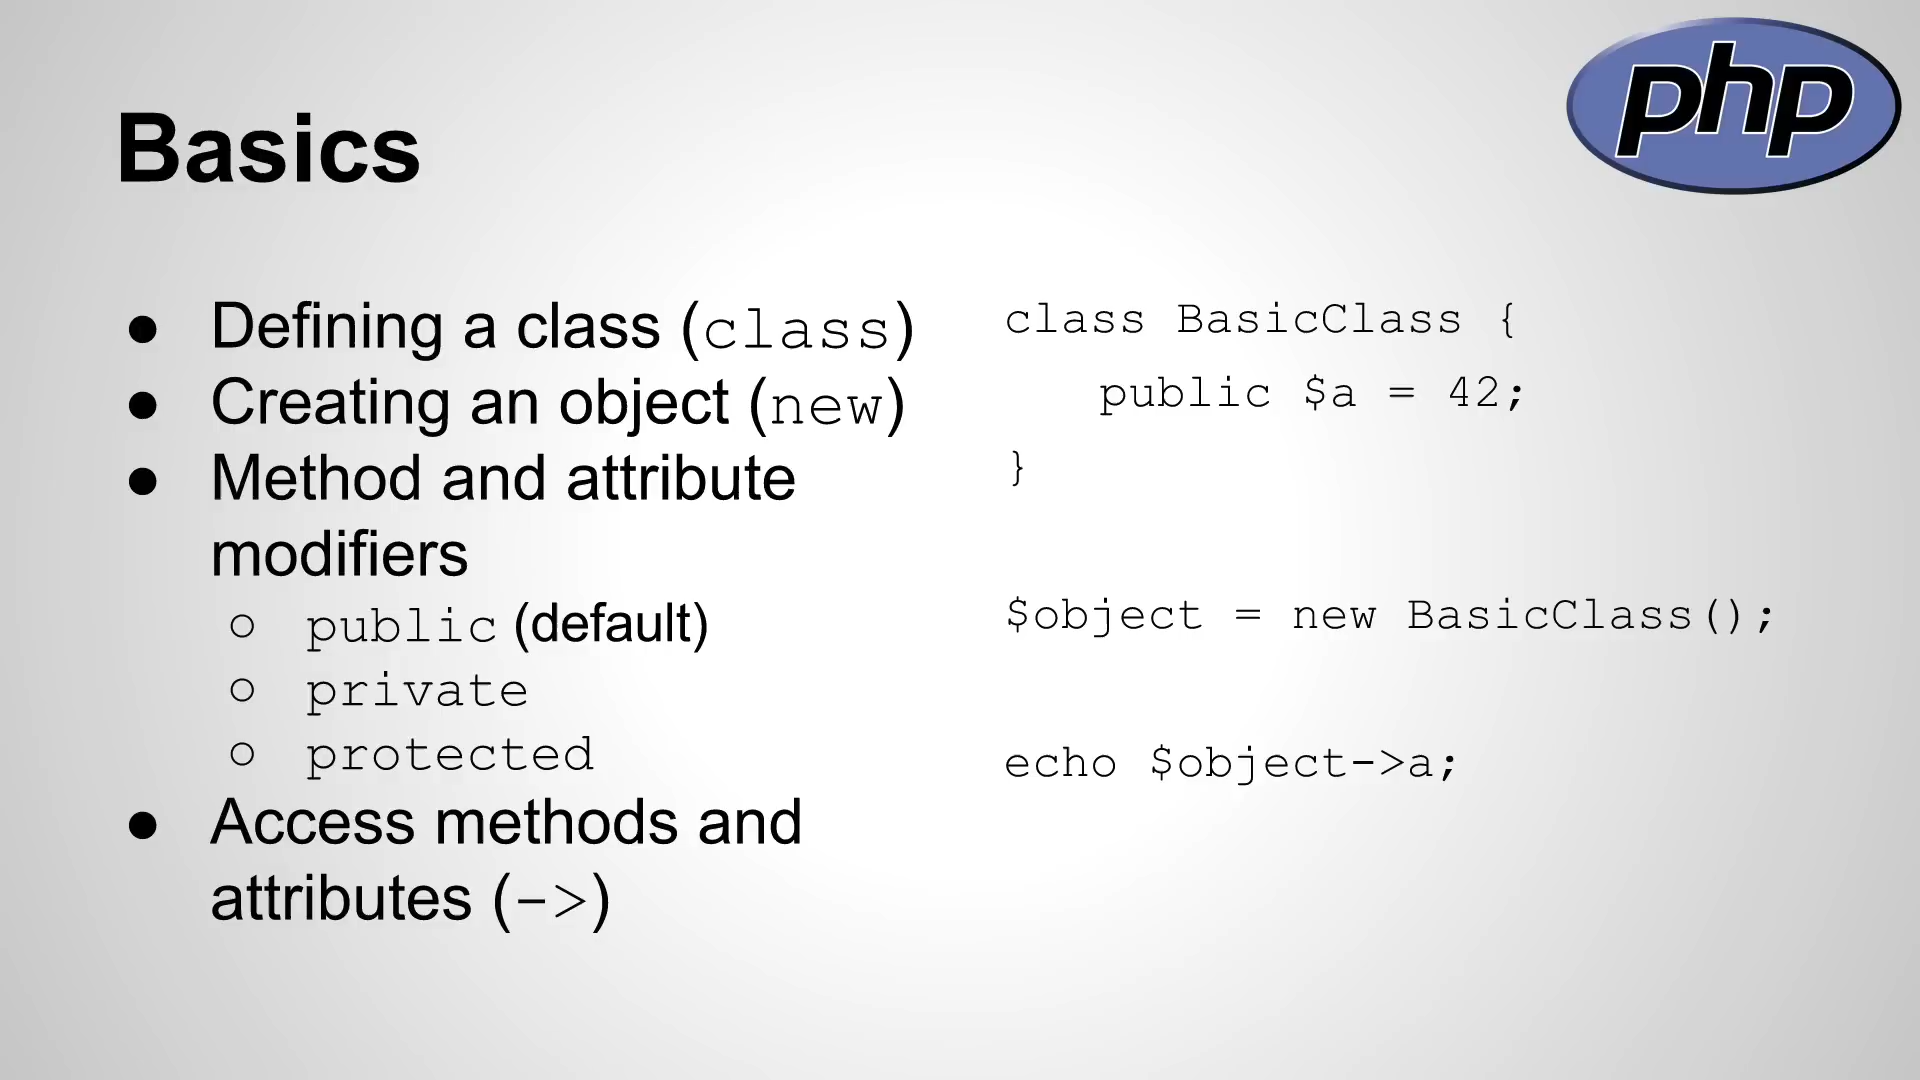 php
Basics
● Defining a class (class)
● Creating an object (new)
● Method and attribute
modifiers
○ public (default)
○ private
○ protected
● Access methods and
attributes (->)
class BasicClass {
public $a = 42;
}
$object = new BasicClass();
echo $object->a;